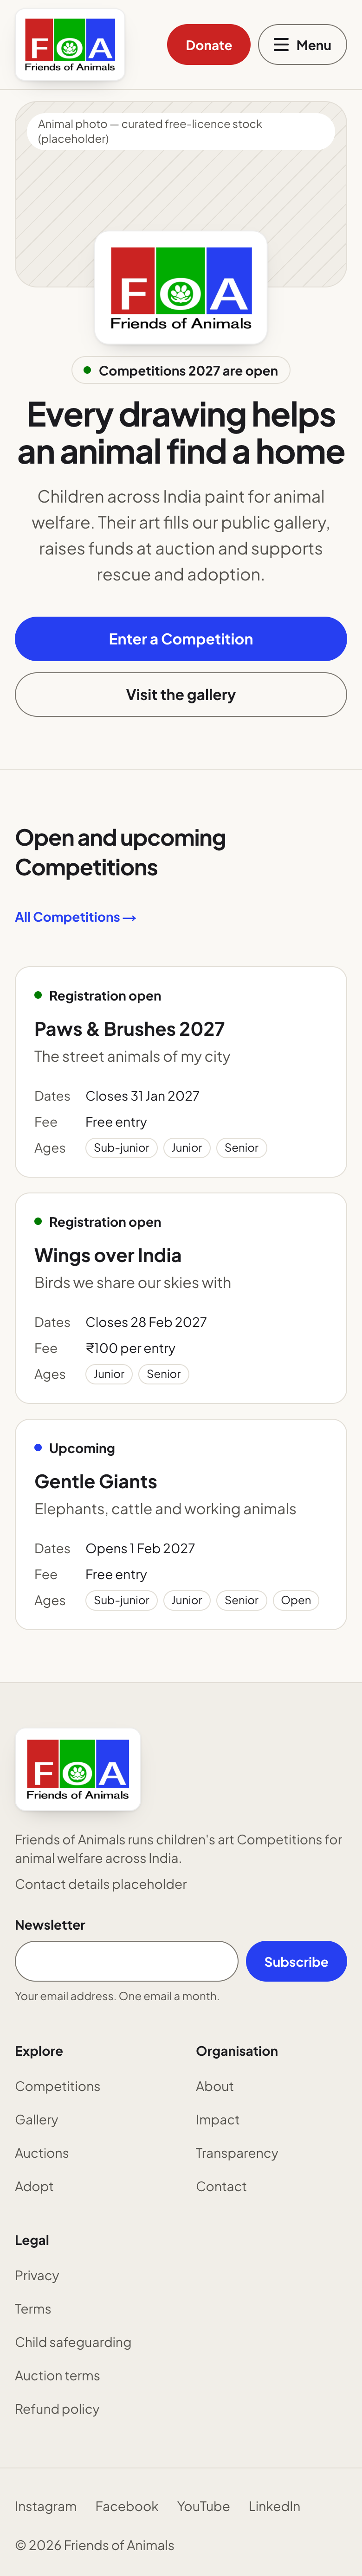 FOA
Friends of Animals
Donate
Menu
Animal photo — curated free-licence stock
(placeholder)
FOA
Friends of Animals
Competitions 2027 are open
Every drawing helps
an animal find a home
Children across India paint for animal
welfare. Their art fills our public gallery,
raises funds at auction and supports
rescue and adoption.
Enter a Competition
Visit the gallery
Open and upcoming
Competitions
All Competitions →
Registration open
Paws & Brushes 2027
The street animals of my city
Dates Closes 31 Jan 2027
Fee Free entry
Ages Sub-junior Junior Senior
Registration open
Wings over India
Birds we share our skies with
Dates Closes 28 Feb 2027
Fee ₹100 per entry
Ages Junior Senior
Upcoming
Gentle Giants
Elephants, cattle and working animals
Dates Opens 1 Feb 2027
Fee Free entry
Ages Sub-junior Junior Senior Open
FOA
Friends of Animals
Friends of Animals runs children's art Competitions for
animal welfare across India.
Contact details placeholder
Newsletter
Subscribe
Your email address. One email a month.
Explore
Competitions
Gallery
Auctions
Adopt
Organisation
About
Impact
Transparency
Contact
Legal
Privacy
Terms
Child safeguarding
Auction terms
Refund policy
Instagram Facebook YouTube LinkedIn
© 2026 Friends of Animals